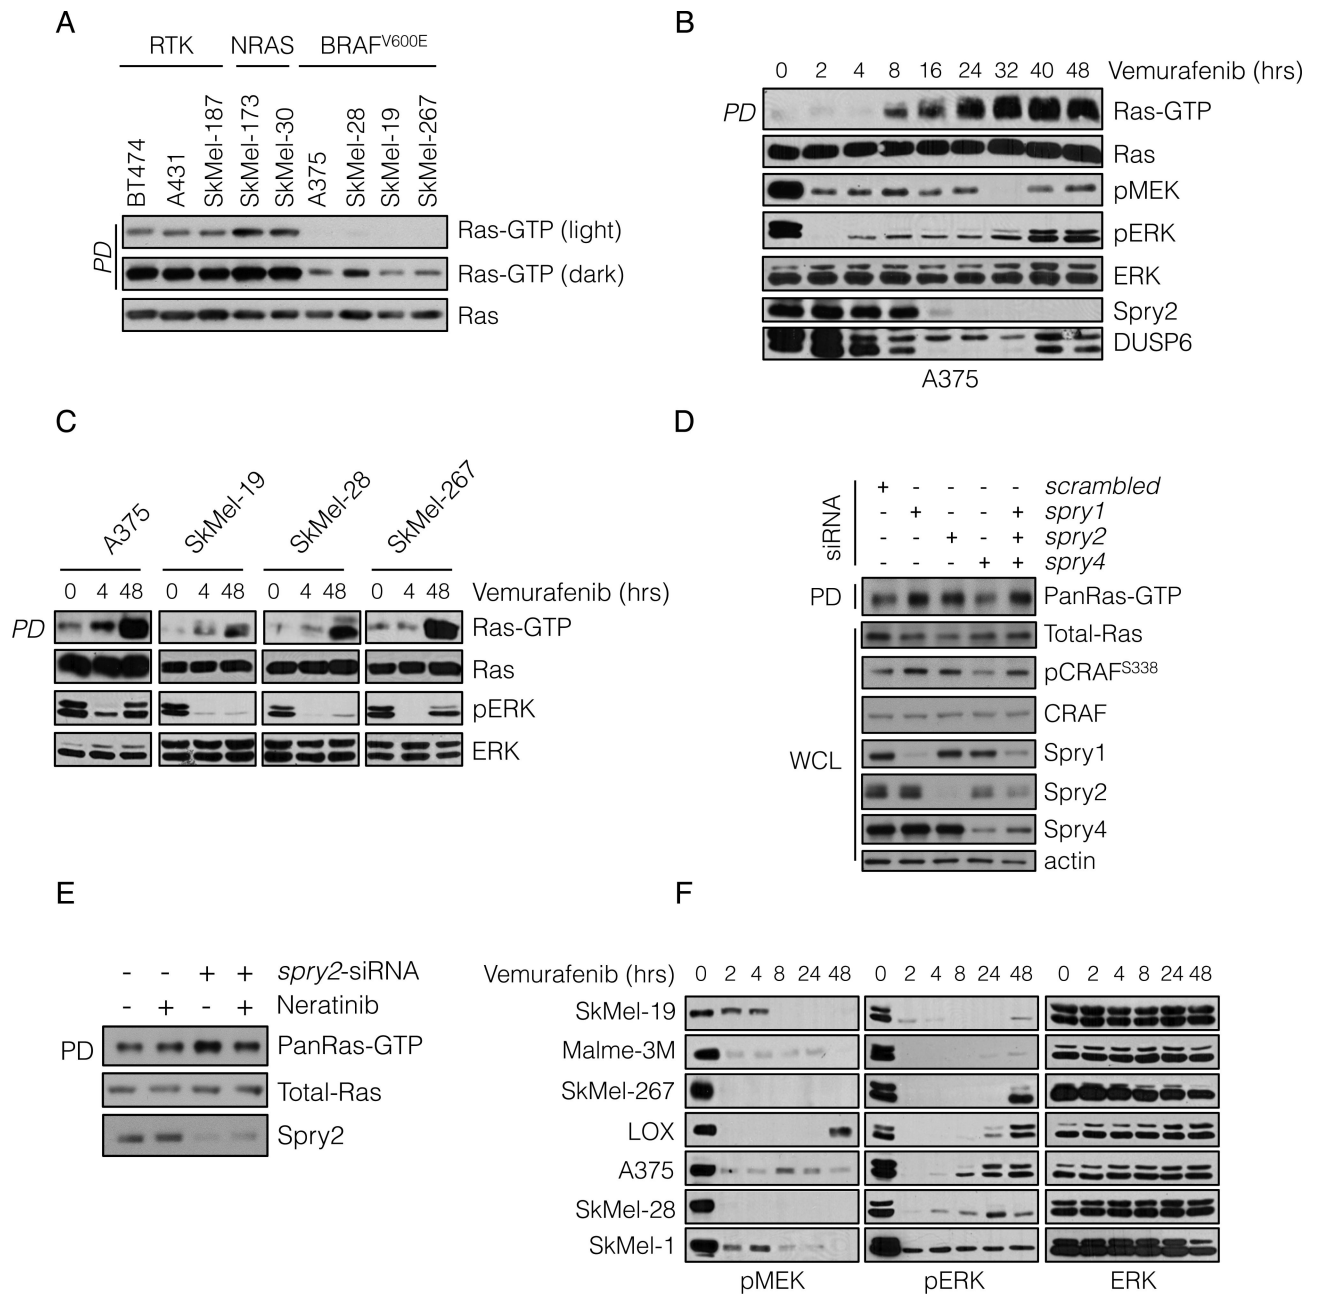 A
RTK NRAS BRAFV600E
BT474 A431 SkMel-187 SkMel-173 SkMel-30 A375 SkMel-28 SkMel-19 SkMel-267
PD
Ras-GTP (light)
Ras-GTP (dark)
Ras
B
0 2 4 8 16 24 32 40 48 Vemurafenib (hrs)
PD Ras-GTP
Ras
pMEK
pERK
ERK
Spry2
DUSP6
A375
C
A375 SkMel-19 SkMel-28 SkMel-267
0 4 48 0 4 48 0 4 48 0 4 48 Vemurafenib (hrs)
PD Ras-GTP
Ras
pERK
ERK
D
siRNA
+ - - - - scrambled
- + - - + spry1
- - + - + spry2
- - - + + spry4
PD PanRas-GTP
WCL
Total-Ras
pCRAFS338
CRAF
Spry1
Spry2
Spry4
actin
E
- - + + spry2-siRNA
- + - + Neratinib
PD PanRas-GTP
Total-Ras
Spry2
F
Vemurafenib (hrs) 0 2 4 8 24 48 0 2 4 8 24 48 0 2 4 8 24 48
SkMel-19
Malme-3M
SkMel-267
LOX
A375
SkMel-28
SkMel-1
pMEK pERK ERK